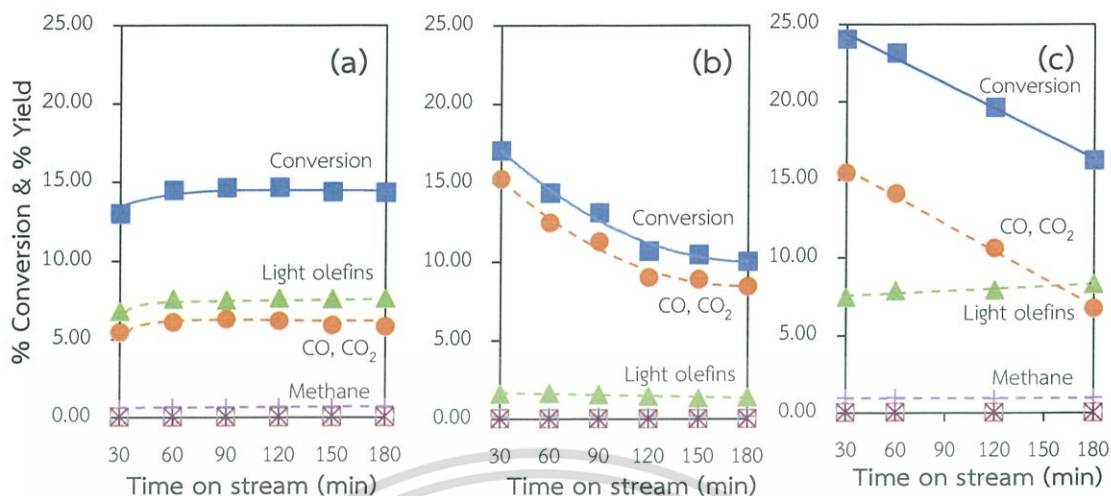 % Conversion & % Yield
25.00
20.00
15.00
10.00
5.00
0.00
(a)
Conversion
Light olefins
CO, CO₂
Methane
30 60 90 120 150 180
Time on stream (min)
25.00
20.00
15.00
10.00
5.00
0.00
(b)
Conversion
CO, CO₂
Light olefins
30 60 90 120 150 180
Time on stream (min)
25.00
20.00
15.00
10.00
5.00
0.00
(c)
Conversion
CO, CO₂
Light olefins
Methane
30 60 90 120 150 180
Time on stream (min)